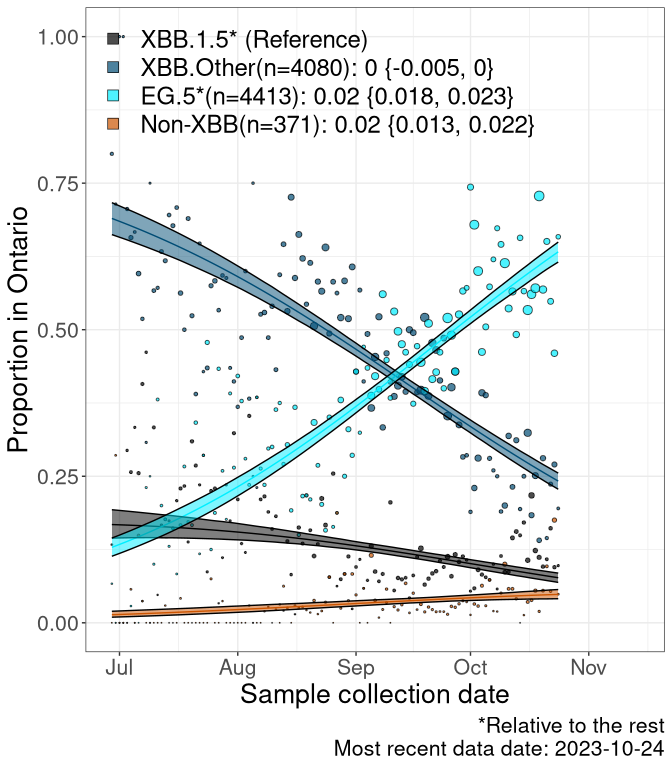 XBB.1.5* (Reference)
XBB.Other(n=4080): 0 {-0.005, 0}
EG.5*(n=4413): 0.02 {0.018, 0.023}
Non-XBB(n=371): 0.02 {0.013, 0.022}
Proportion in Ontario
1.00
0.75
0.50
0.25
0.00
Jul Aug Sep Oct Nov
Sample collection date
*Relative to the rest
Most recent data date: 2023-10-24